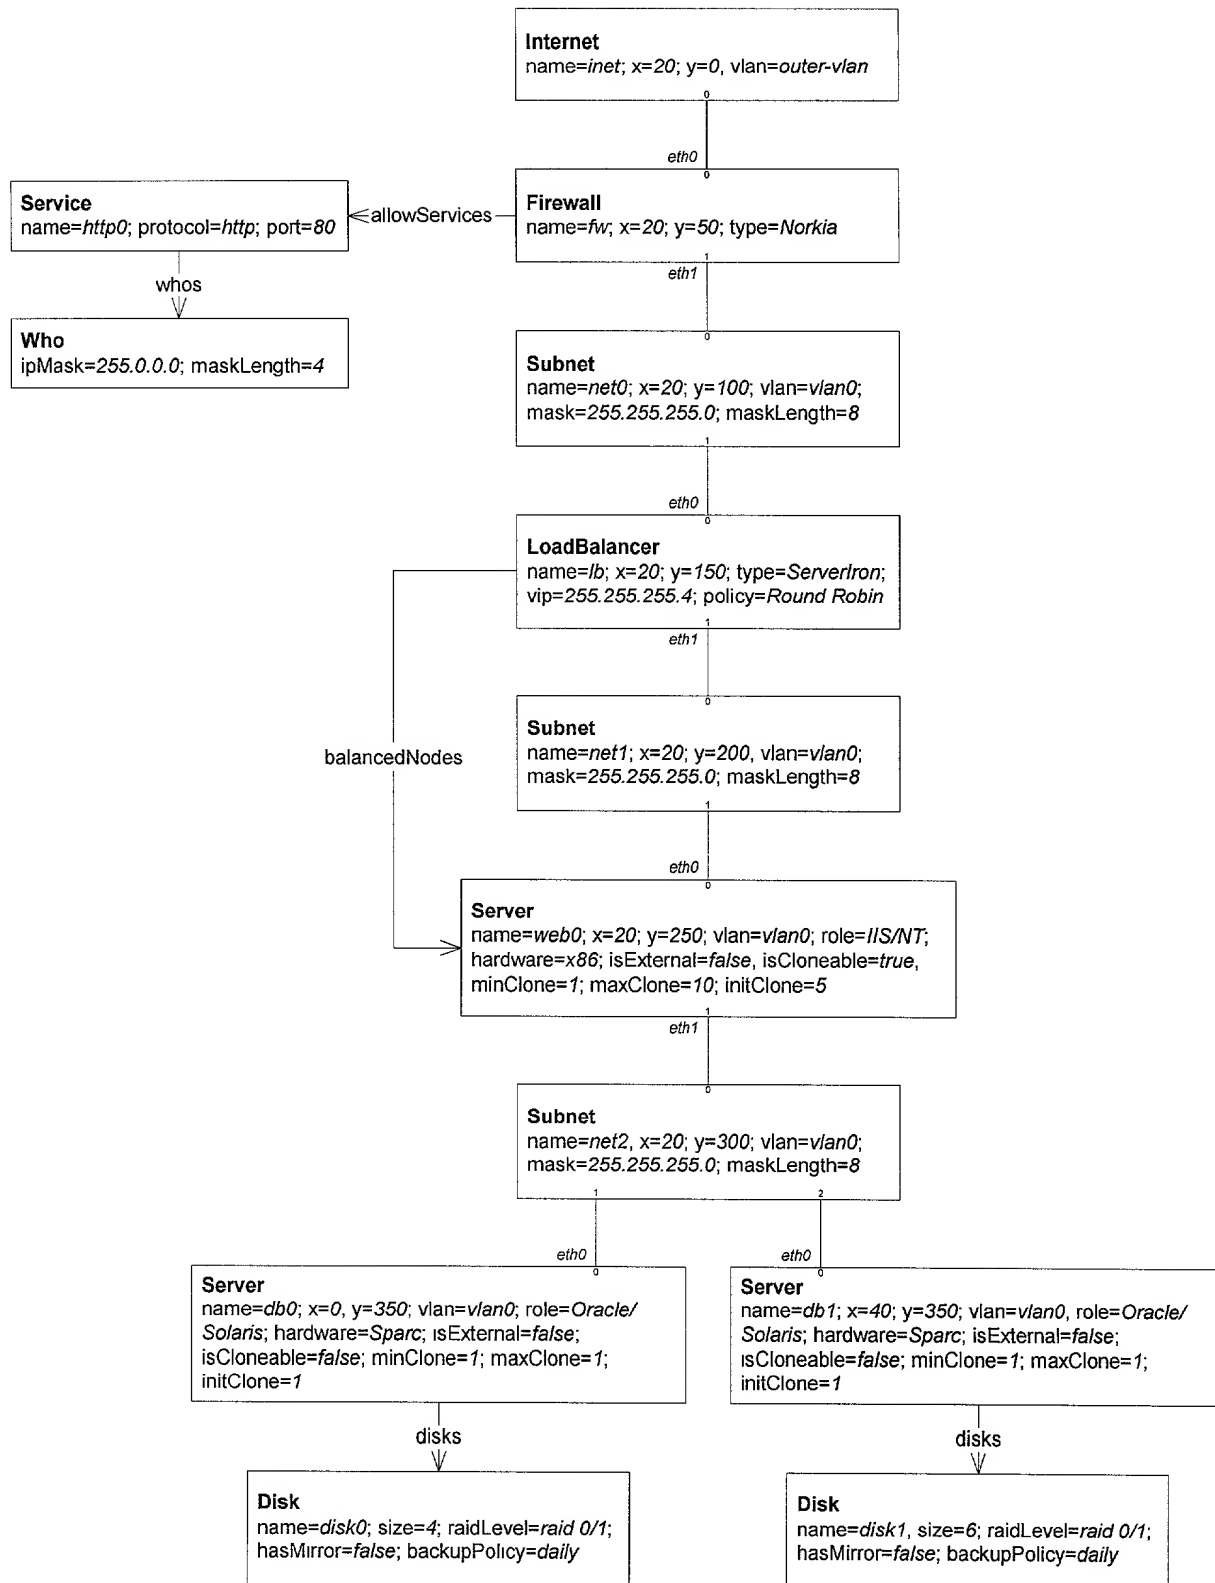 Internet
name=inet; x=20; y=0, vlan=outer-vlan
0
eth0
0
Service
name=http0; protocol=http; port=80
allowServices
Firewall
name=fw; x=20; y=50; type=Norkia
1
eth1
whos
0
Who
ipMask=255.0.0.0; maskLength=4
Subnet
name=net0; x=20; y=100; vlan=vlan0;
mask=255.255.255.0; maskLength=8
1
eth0
0
LoadBalancer
name=lb; x=20; y=150; type=ServerIron;
vip=255.255.255.4; policy=Round Robin
1
eth1
0
balancedNodes
Subnet
name=net1; x=20; y=200, vlan=vlan0;
mask=255.255.255.0; maskLength=8
1
eth0
0
Server
name=web0; x=20; y=250; vlan=vlan0; role=IIS/NT;
hardware=x86; isExternal=false, isCloneable=true,
minClone=1; maxClone=10; initClone=5
1
eth1
0
Subnet
name=net2, x=20; y=300; vlan=vlan0;
mask=255.255.255.0; maskLength=8
1
2
eth0
eth0
0
0
Server
name=db0; x=0, y=350; vlan=vlan0; role=Oracle/
Solaris; hardware=Sparc; isExternal=false;
isCloneable=false; minClone=1; maxClone=1;
initClone=1
Server
name=db1; x=40; y=350; vlan=vlan0, role=Oracle/
Solaris; hardware=Sparc; isExternal=false;
isCloneable=false; minClone=1; maxClone=1;
initClone=1
disks
disks
Disk
name=disk0; size=4; raidLevel=raid 0/1;
hasMirror=false; backupPolicy=daily
Disk
name=disk1, size=6; raidLevel=raid 0/1;
hasMirror=false; backupPolicy=daily